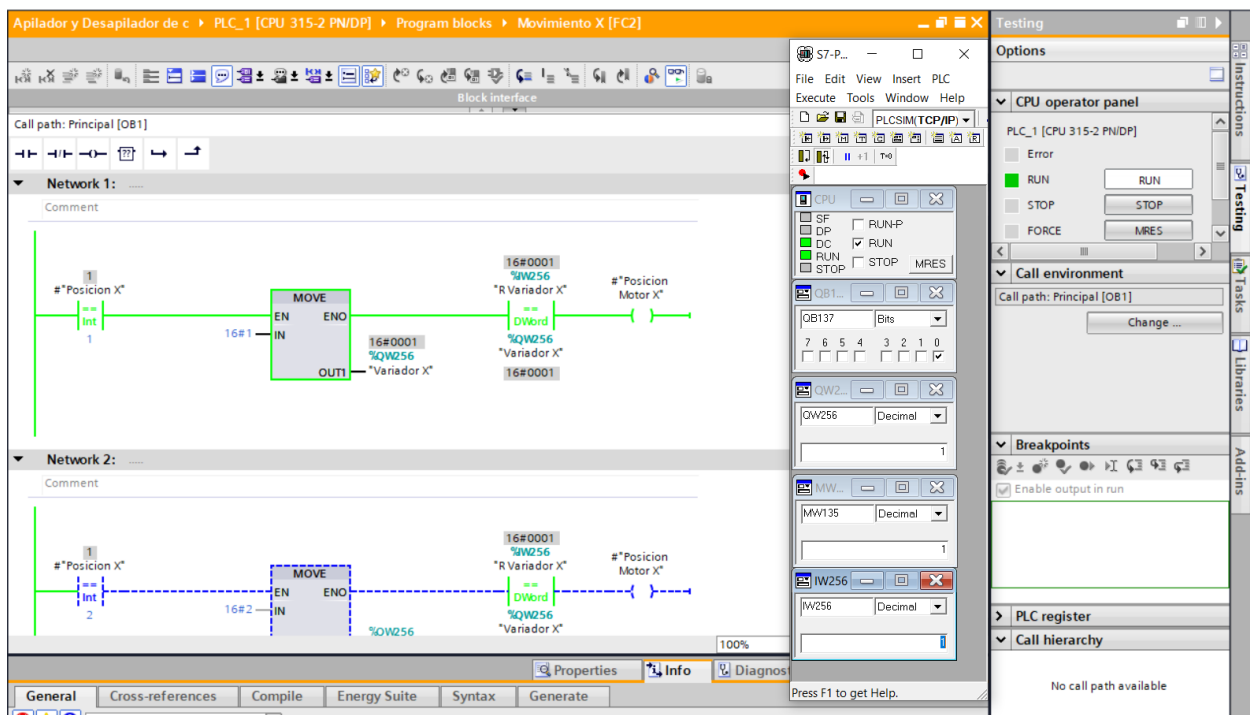 Apilador y Desapilador de c ▸ PLC_1 [CPU 315-2 PN/DP] ▸ Program blocks ▸ Movimiento X [FC2]
Block interface
Call path: Principal [OB1]
Network 1: .....
Comment
1
#"Posicion X"
==
Int
1
MOVE
EN ENO
16#1 IN
OUT1
16#0001
%QW256
"Variador X"
16#0001
%IW256
"R Variador X"
==
DWord
%QW256
"Variador X"
16#0001
#"Posicion
Motor X"
Network 2: .....
Comment
1
#"Posicion X"
==
Int
2
MOVE
EN ENO
16#2 IN
%QW256
16#0001
%IW256
"R Variador X"
==
DWord
%QW256
"Variador X"
#"Posicion
Motor X"
100%
Properties
Info
Diagnos
General
Cross-references
Compile
Energy Suite
Syntax
Generate
S7-P...
File Edit View Insert PLC
Execute Tools Window Help
PLCSIM(TCP/IP)
+1 T=0
CPU
SF
DP
DC
RUN
STOP
RUN-P
RUN
STOP
MRES
QB1...
QB137 Bits
7 6 5 4 3 2 1 0
QW2...
QW256 Decimal
1
MW...
MW135 Decimal
1
IW256
IW256 Decimal
1
Press F1 to get Help.
Testing
Options
CPU operator panel
PLC_1 [CPU 315-2 PN/DP]
Error
RUN RUN
STOP STOP
FORCE MRES
Call environment
Call path: Principal [OB1]
Change ...
Breakpoints
Enable output in run
PLC register
Call hierarchy
No call path available
Instructions
Testing
Tasks
Libraries
Add-ins